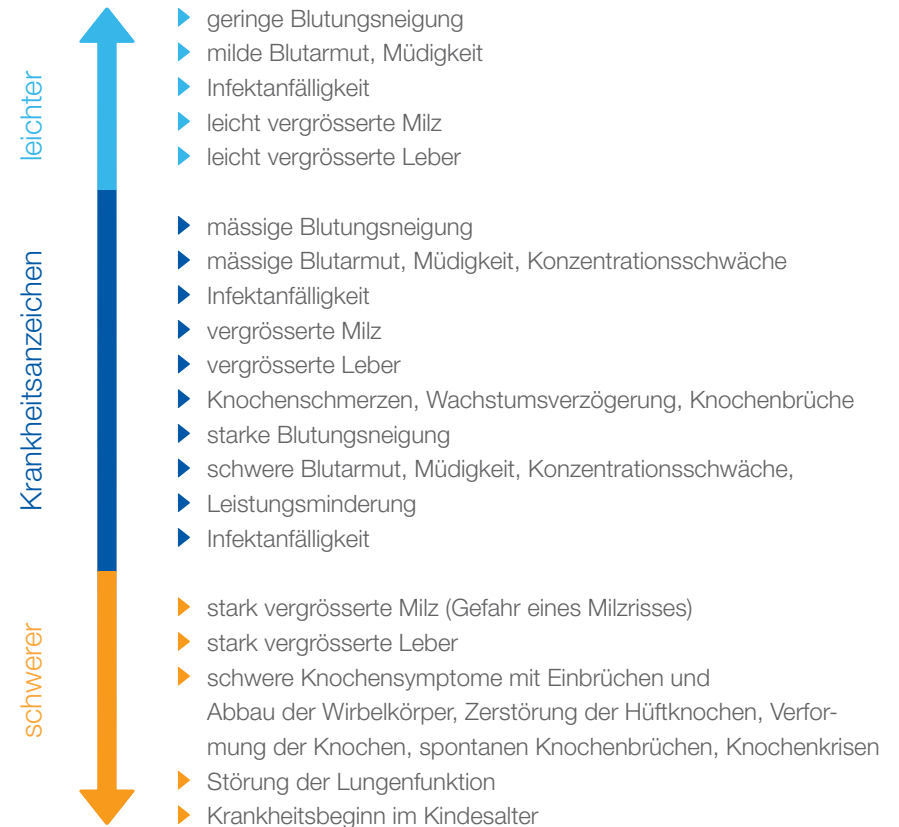 leichter
geringe Blutungsneigung
milde Blutarmut, Müdigkeit
Infektanfälligkeit
leicht vergrösserte Milz
leicht vergrösserte Leber
Krankheitsanzeichen
mässige Blutungsneigung
mässige Blutarmut, Müdigkeit, Konzentrationsschwäche
Infektanfälligkeit
vergrösserte Milz
vergrösserte Leber
Knochenschmerzen, Wachstumsverzögerung, Knochenbrüche
starke Blutungsneigung
schwere Blutarmut, Müdigkeit, Konzentrationsschwäche,
Leistungsminderung
Infektanfälligkeit
schwerer
stark vergrösserte Milz (Gefahr eines Milzrisses)
stark vergrösserte Leber
schwere Knochensymptome mit Einbrüchen und
Abbau der Wirbelkörper, Zerstörung der Hüftknochen, Verfor-
mung der Knochen, spontanen Knochenbrüchen, Knochenkrisen
Störung der Lungenfunktion
Krankheitsbeginn im Kindesalter